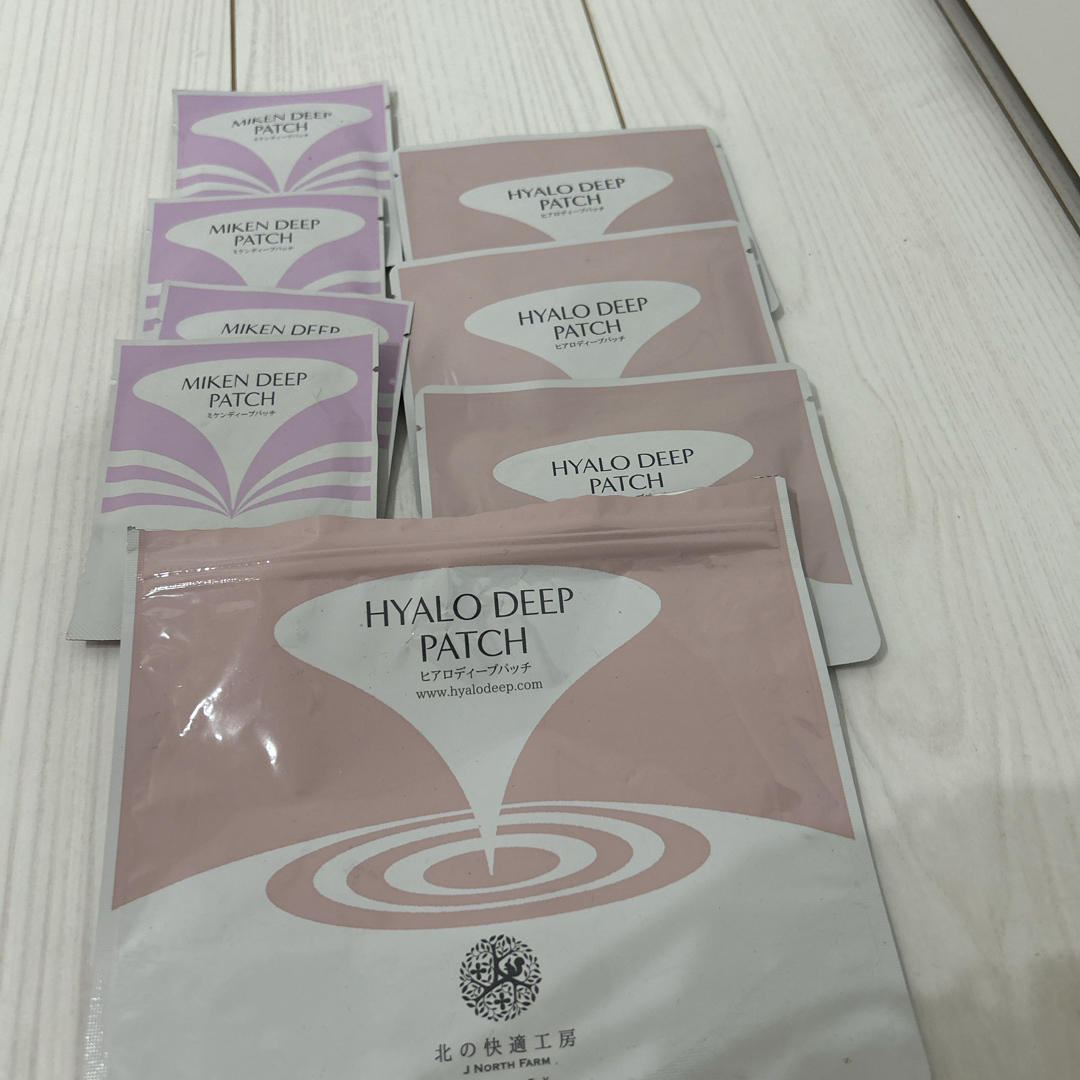 MIKEN DEEP
PATCH
ミケンディープパッチ
MIKEN DEEP
PATCH
ミケンディープパッチ
MIKEN DEEP
MIKEN DEEP
PATCH
ミケンディープパッチ
HYALO DEEP
PATCH
ヒアロディープパッチ
HYALO DEEP
PATCH
ヒアロディープパッチ
HYALO DEEP
PATCH
HYALO DEEP
PATCH
ヒアロディープパッチ
www.hyalodeep.com
北の快適工房
J NORTH FARM